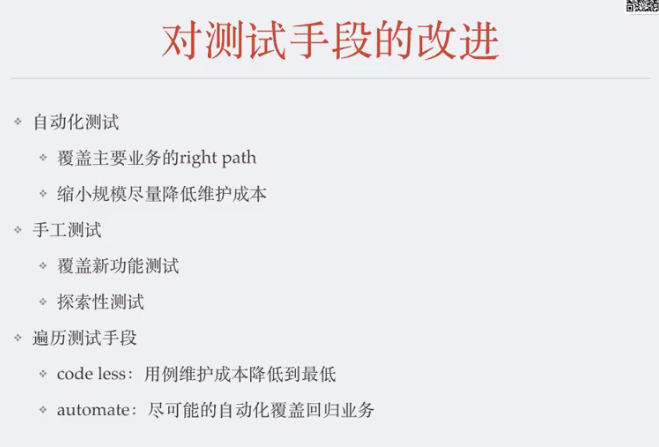 对测试手段的改进
自动化测试
覆盖主要业务的right path
缩小规模尽量降低维护成本
手工测试
覆盖新功能测试
探索性测试
遍历测试手段
code less：用例维护成本降低到最低
automate：尽可能的自动化覆盖回归业务